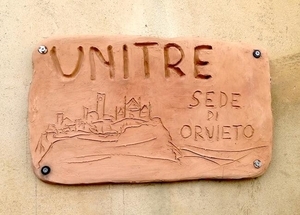 UNITRE
SEDE
DI
ORVIETO